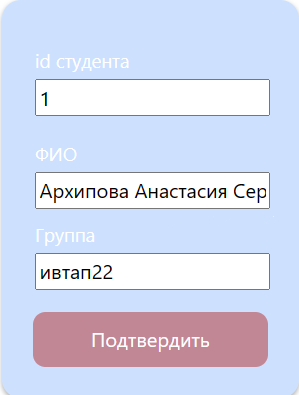 id студента
1
ФИО
Архипова Анастасия Сер
Группа
ивтап22
Подтвердить